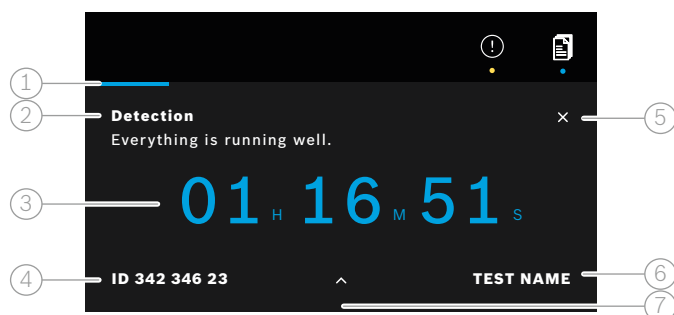 1
2
Detection
5
Everything is running well.
3
01 H 16 M 51 S
4
ID 342 346 23
TEST NAME
6
7